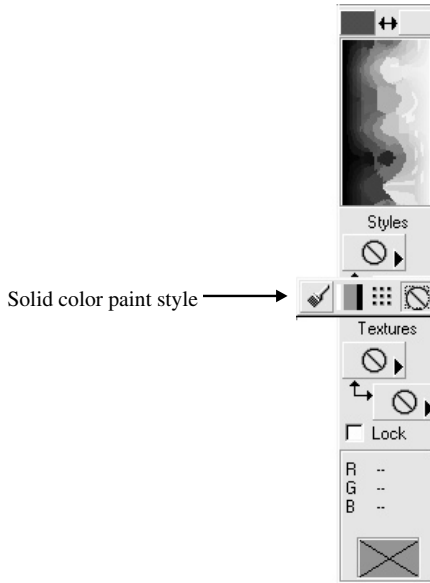 Styles
Solid color paint style
Textures
Lock
R --
G --
B --